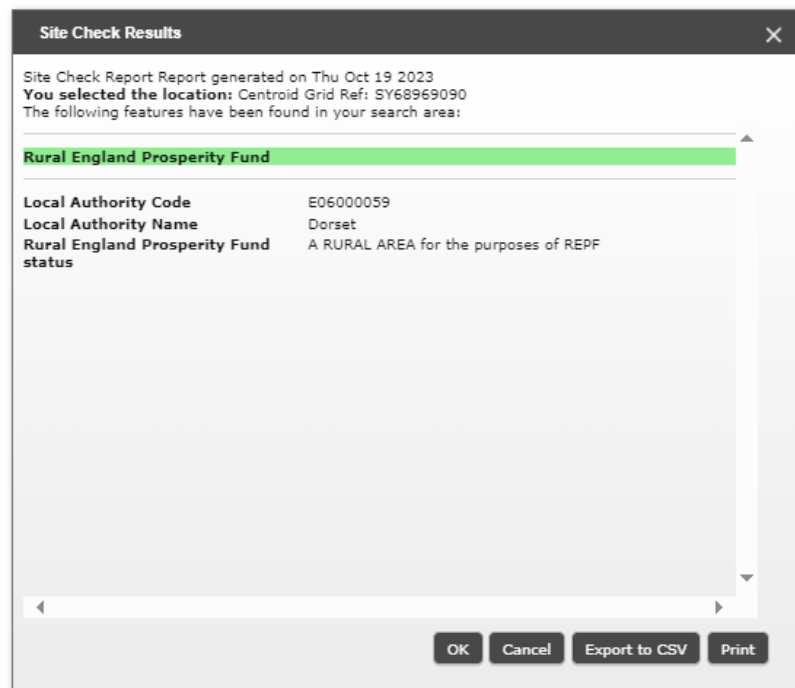 Site Check Results
Site Check Report Report generated on Thu Oct 19 2023
You selected the location: Centroid Grid Ref: SY68969090
The following features have been found in your search area:
Rural England Prosperity Fund
Local Authority Code E06000059
Local Authority Name Dorset
Rural England Prosperity Fund A RURAL AREA for the purposes of REPF
status
OK Cancel Export to CSV Print